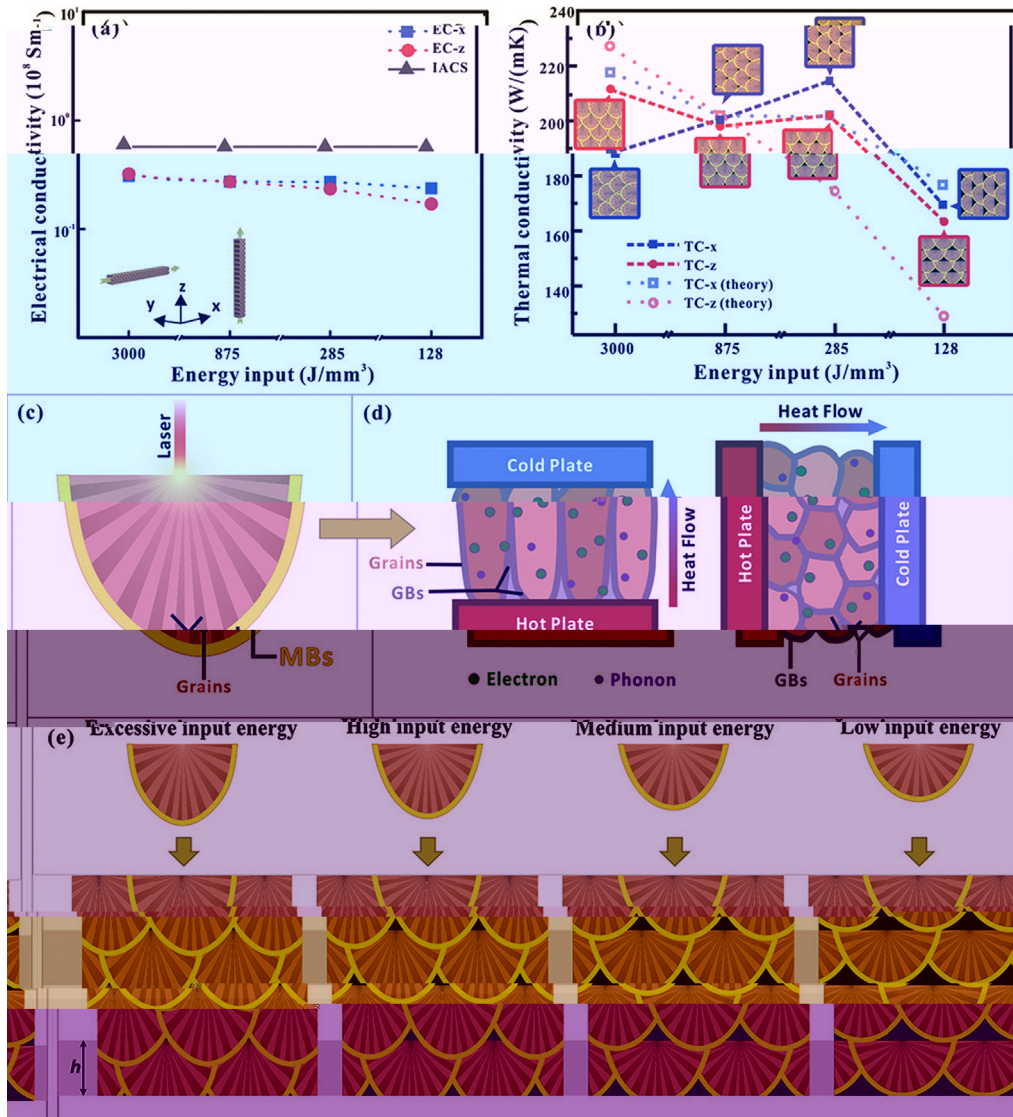 (a)
Electrical conductivity (10⁸ Sm⁻¹)
10¹
10⁰
10⁻¹
EC-x
EC-z
IACS
z
y
x
3000
875
285
128
Energy input (J/mm³)
(b)
Thermal conductivity (W/(mK)
240
220
200
180
160
140
TC-x
TC-z
TC-x (theory)
TC-z (theory)
3000
875
285
128
Energy input (J/mm³)
(c)
Laser
MBs
Grains
(d)
Cold Plate
Grains
GBs
Hot Plate
Heat Flow
Heat Flow
Hot Plate
Cold Plate
GBs
Grains
Electron
Phonon
(e)
Excessive input energy
High input energy
Medium input energy
Low input energy
h